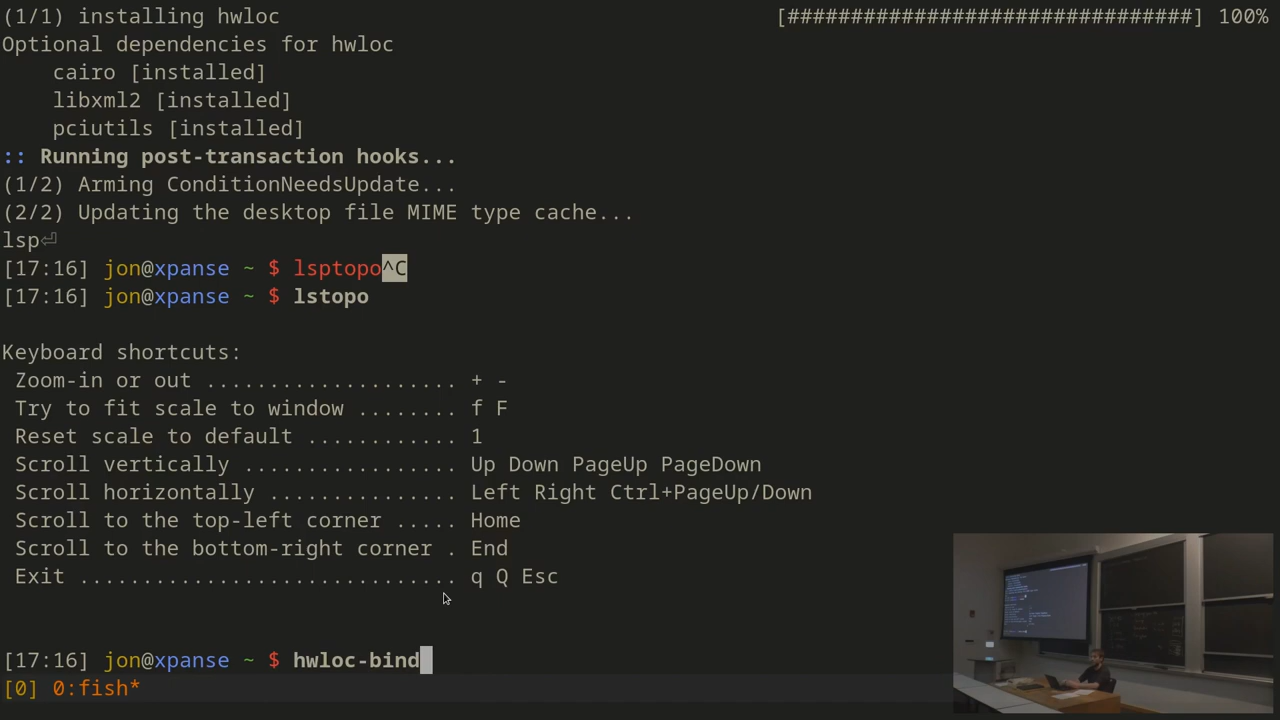 (1/1) installing hwloc [################################] 100%
Optional dependencies for hwloc
cairo [installed]
libxml2 [installed]
pciutils [installed]
:: Running post-transaction hooks...
(1/2) Arming ConditionNeedsUpdate...
(2/2) Updating the desktop file MIME type cache...
lsp⏎
[17:16] jon@xpanse ~ $ lsptopo^C
[17:16] jon@xpanse ~ $ lstopo
Keyboard shortcuts:
Zoom-in or out .................... + -
Try to fit scale to window ........ f F
Reset scale to default ............ 1
Scroll vertically ................. Up Down PageUp PageDown
Scroll horizontally ............... Left Right Ctrl+PageUp/Down
Scroll to the top-left corner ..... Home
Scroll to the bottom-right corner . End
Exit .............................. q Q Esc
[17:16] jon@xpanse ~ $ hwloc-bind
[0] 0:fish*